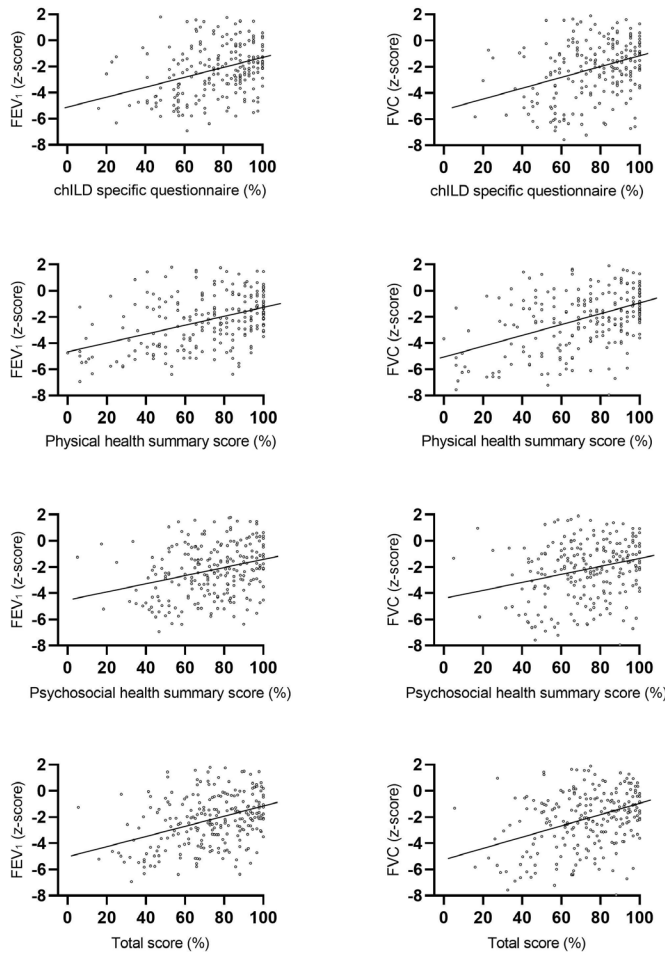 FEV₁ (z-score)
2
0
-2
-4
-6
-8
0 20 40 60 80 100
chILD specific questionnaire (%)
FVC (z-score)
2
0
-2
-4
-6
-8
0 20 40 60 80 100
chILD specific questionnaire (%)
FEV₁ (z-score)
2
0
-2
-4
-6
-8
0 20 40 60 80 100
Physical health summary score (%)
FVC (z-score)
2
0
-2
-4
-6
-8
0 20 40 60 80 100
Physical health summary score (%)
FEV₁ (z-score)
2
0
-2
-4
-6
-8
0 20 40 60 80 100
Psychosocial health summary score (%)
FVC (z-score)
2
0
-2
-4
-6
-8
0 20 40 60 80 100
Psychosocial health summary score (%)
FEV₁ (z-score)
2
0
-2
-4
-6
-8
0 20 40 60 80 100
Total score (%)
FVC (z-score)
2
0
-2
-4
-6
-8
0 20 40 60 80 100
Total score (%)